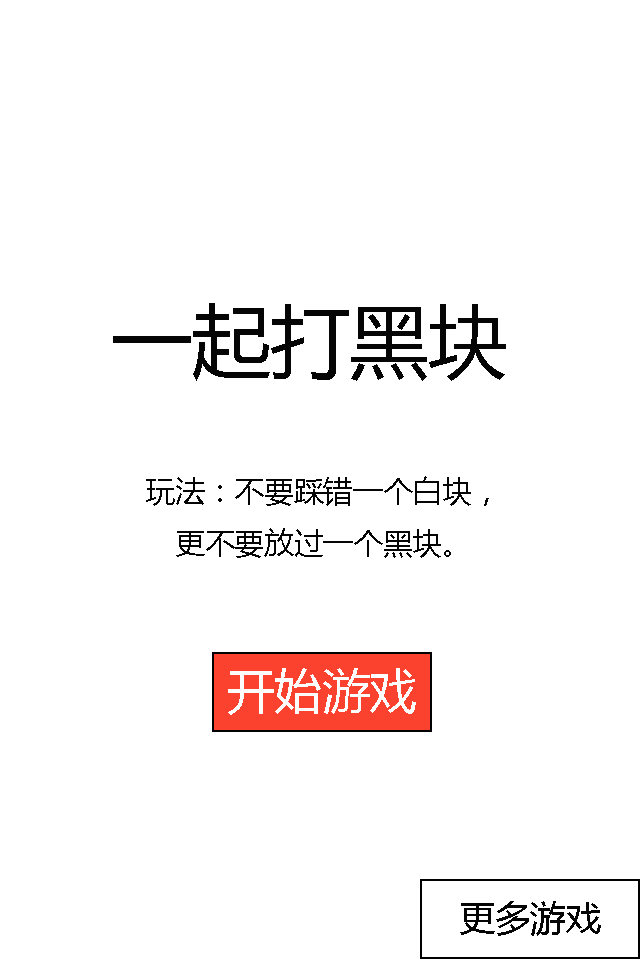 一起打黑块
玩法：不要踩错一个白块，
更不要放过一个黑块。
开始游戏
更多游戏